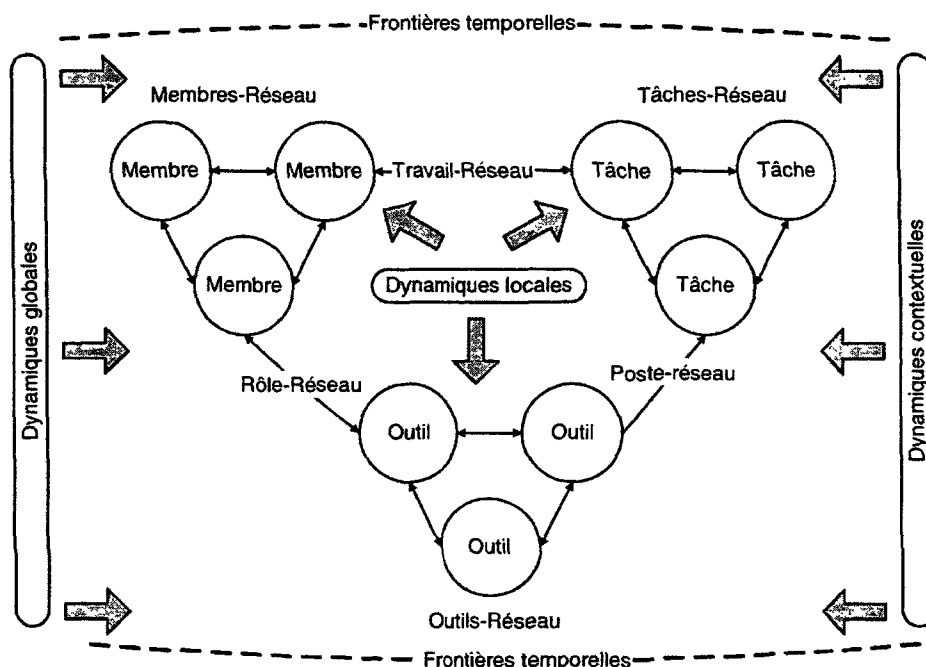 Frontières temporelles
Dynamiques globales
Membres-Réseau
Tâches-Réseau
Membre
Membre
Travail-Réseau
Tâche
Tâche
Membre
Dynamiques locales
Tâche
Dynamiques contextuelles
Rôle-Réseau
Poste-réseau
Outil
Outil
Outil
Outils-Réseau
Frontières temporelles